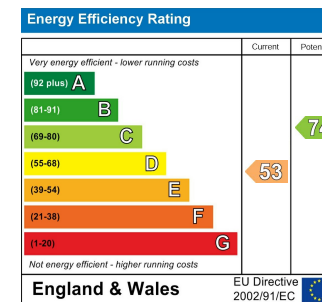 Energy Efficiency Rating
Current
Very energy efficient - lower running costs
(92 plus) A
(81-91) B
(69-80) C
(55-68) D
53
(39-54) E
(21-38) F
(1-20) G
Not energy efficient - higher running costs
England & Wales
EU Directive
2002/91/EC